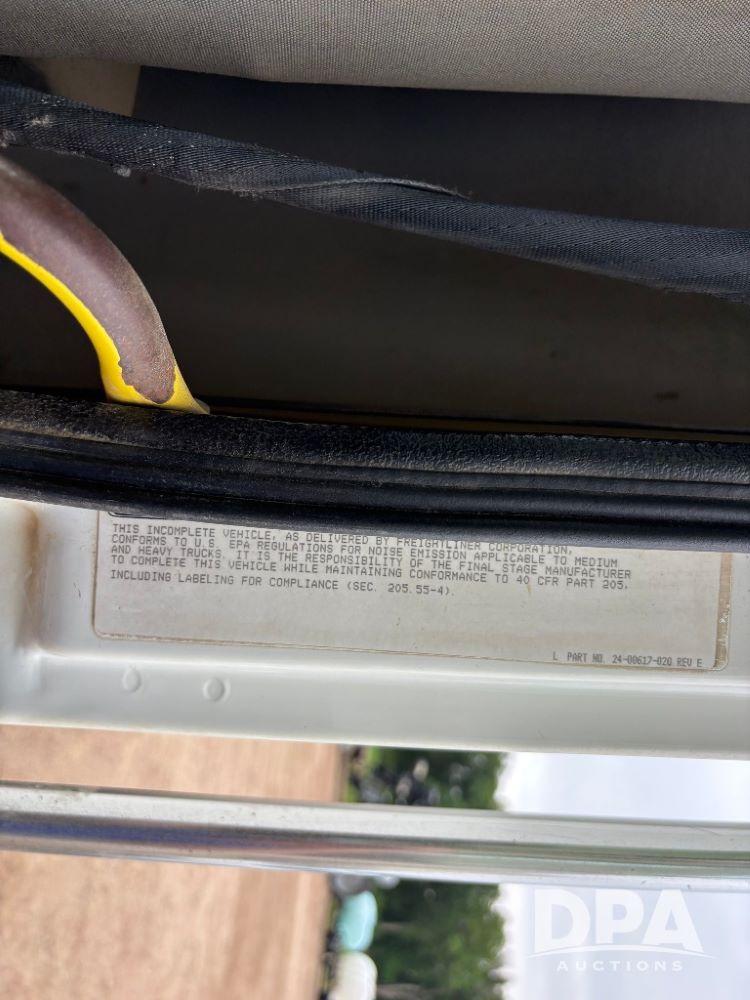 THIS INCOMPLETE VEHICLE, AS DELIVERED BY FREIGHTLINER CORPORATION,
CONFORMS TO U.S. EPA REGULATIONS FOR NOISE EMISSION APPLICABLE TO MEDIUM
AND HEAVY TRUCKS. IT IS THE RESPONSIBILITY OF THE FINAL STAGE MANUFACTURER
TO COMPLETE THIS VEHICLE WHILE MAINTAINING CONFORMANCE TO 40 CFR PART 205,
INCLUDING LABELING FOR COMPLIANCE (SEC. 205.55-4).
L PART NO. 24-00617-020 REV E
DPA
AUCTIONS